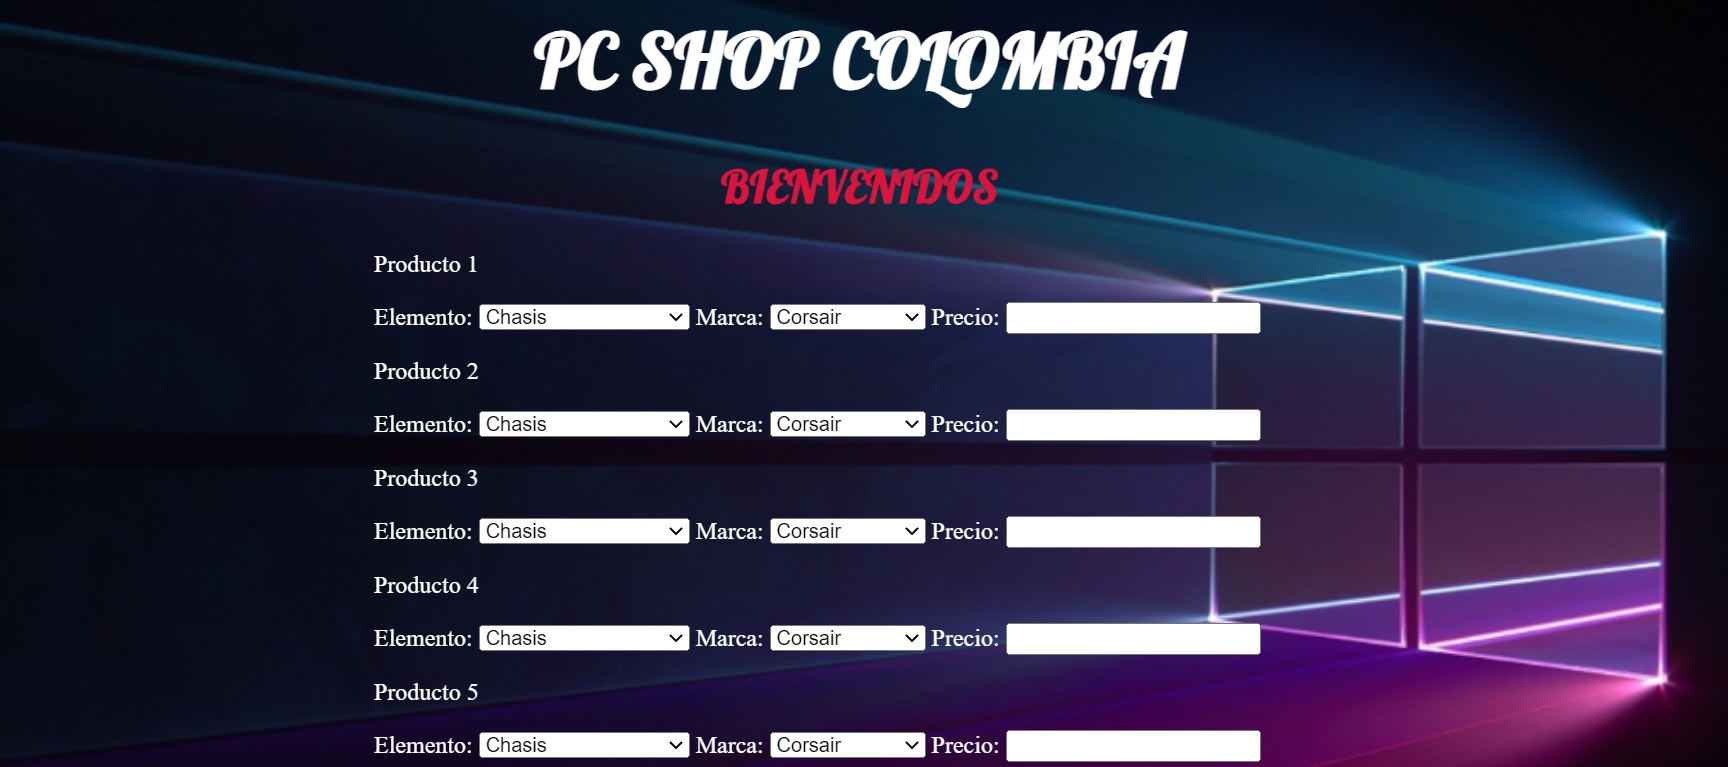 PC SHOP COLOMBIA
BIENVENIDOS
Producto 1
Elemento: Chasis Marca: Corsair Precio:
Producto 2
Elemento: Chasis Marca: Corsair Precio:
Producto 3
Elemento: Chasis Marca: Corsair Precio:
Producto 4
Elemento: Chasis Marca: Corsair Precio:
Producto 5
Elemento: Chasis Marca: Corsair Precio: